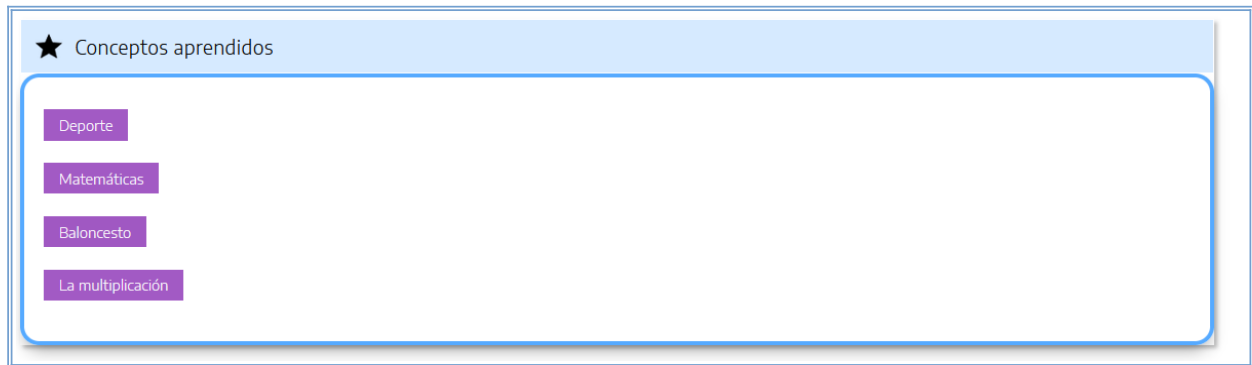 Conceptos aprendidos
Deporte
Matemáticas
Baloncesto
La multiplicación